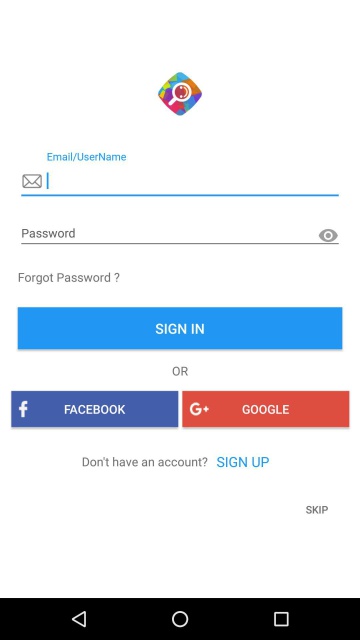 Email/UserName
Password
Forgot Password ?
SIGN IN
OR
FACEBOOK
GOOGLE
Don't have an account? SIGN UP
SKIP